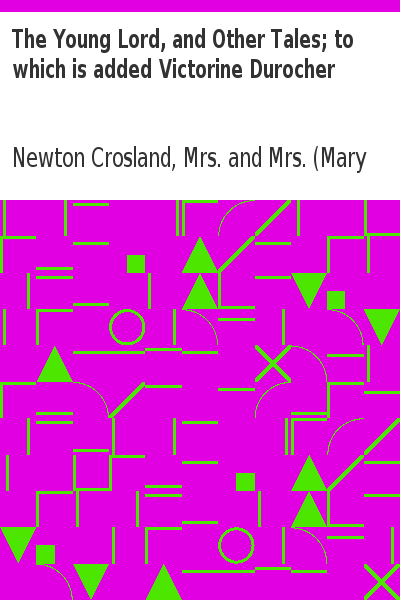 The Young Lord, and Other Tales; to
which is added Victorine Durocher
Newton Crosland, Mrs. and Mrs. (Mary